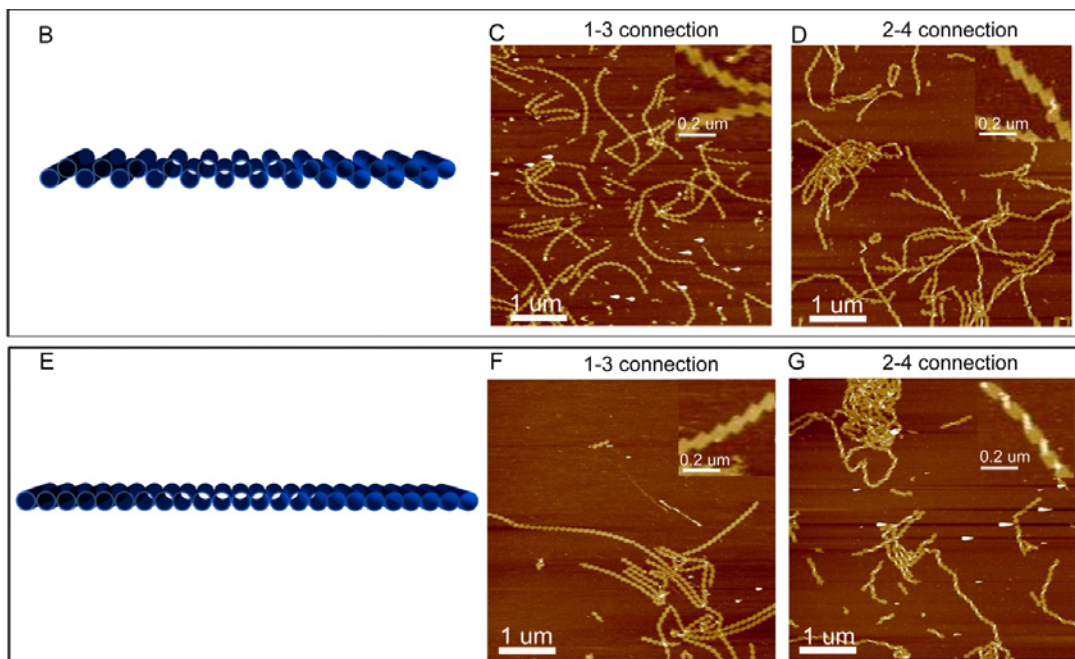 B
C
1-3 connection
D
2-4 connection
0.2 um
0.2 um
1 um
1 um
E
F
1-3 connection
G
2-4 connection
0.2 um
0.2 um
1 um
1 um